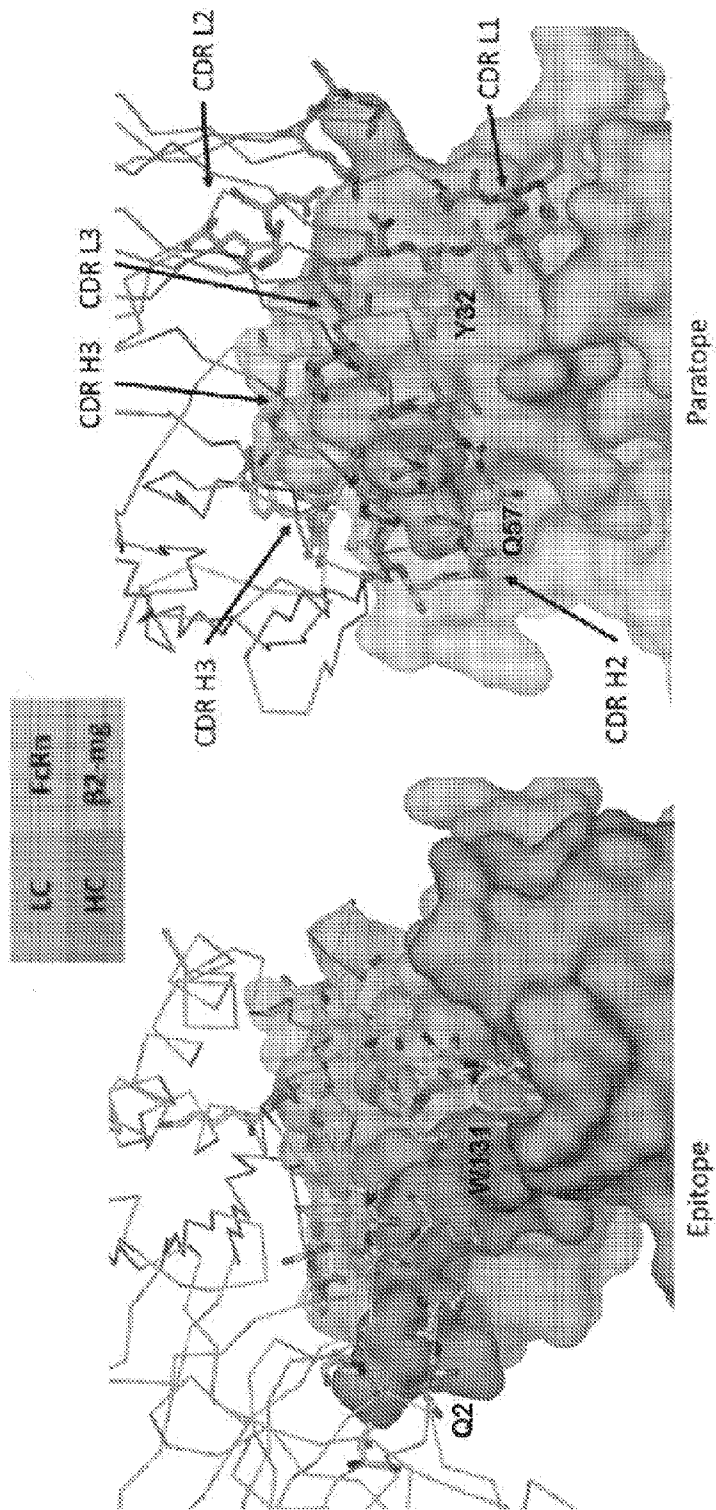 LC FcRn
HC β2-mg
Q2
W131
Epitope
CDR H3
CDR H3
CDR L3
CDR L2
CDR L1
CDR H2
Q57
Y32
Paratope